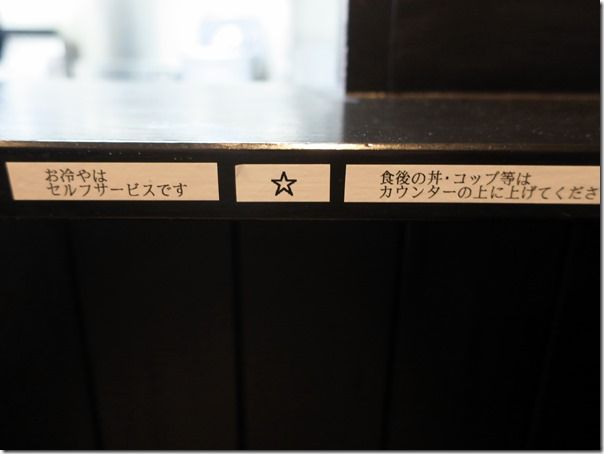 お冷やは
セルフサービスです
☆
食後の丼・コップ等は
カウンターの上に上げてくださ